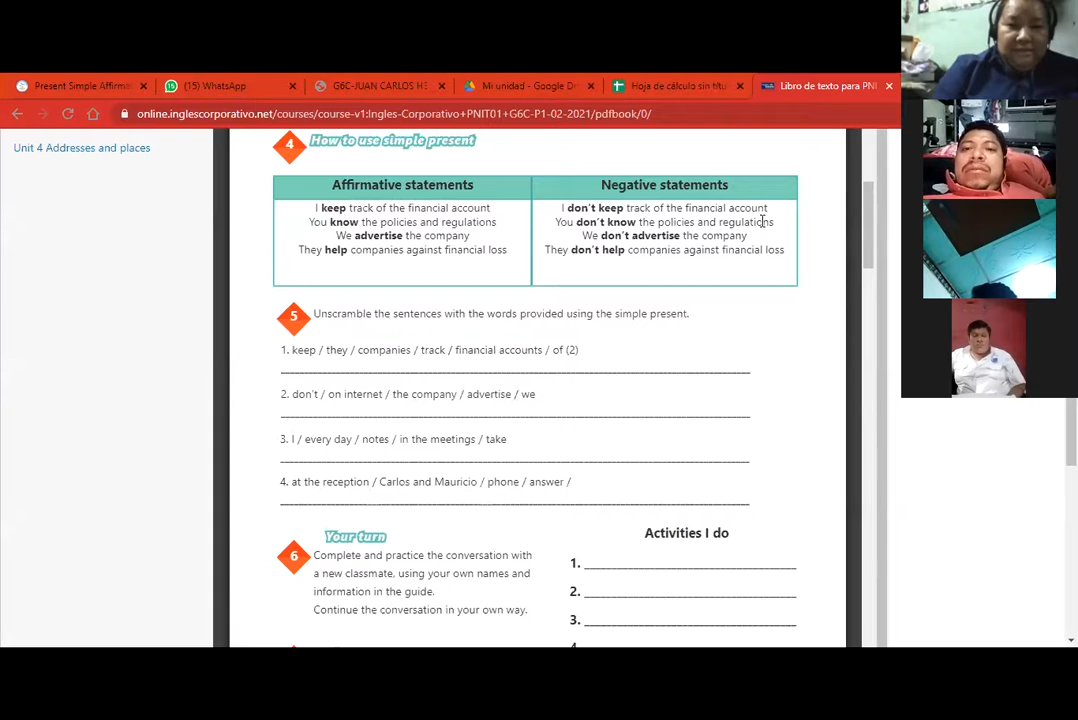 Present Simple Affirma
(15) WhatsApp
G6C-JUAN CARLOS HE
Mi unidad - Google Dr
Hoja de cálculo sin títu
Libro de texto para PNI
online.inglescorporativo.net/courses/course-v1:Ingles-Corporativo+PNIT01+G6C-P1-02-2021/pdfbook/0/
Unit 4 Addresses and places
4 How to use simple present
Affirmative statements
I keep track of the financial account
You know the policies and regulations
We advertise the company
They help companies against financial loss
Negative statements
I don't keep track of the financial account
You don't know the policies and regulations
We don't advertise the company
They don't help companies against financial loss
5 Unscramble the sentences with the words provided using the simple present.
1. keep / they / companies / track / financial accounts / of (2)
2. don't / on internet / the company / advertise / we
3. I / every day / notes / in the meetings / take
4. at the reception / Carlos and Mauricio / phone / answer /
Your turn
6 Complete and practice the conversation with
a new classmate, using your own names and
information in the guide.
Continue the conversation in your own way.
Activities I do
1.
2.
3.